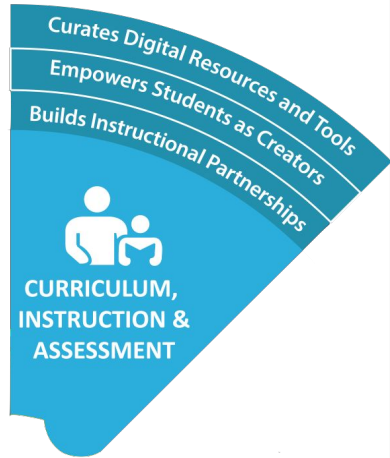 Curates Digital Resources and Tools
Empowers Students as Creators
Builds Instructional Partnerships
CURRICULUM,
INSTRUCTION &
ASSESSMENT